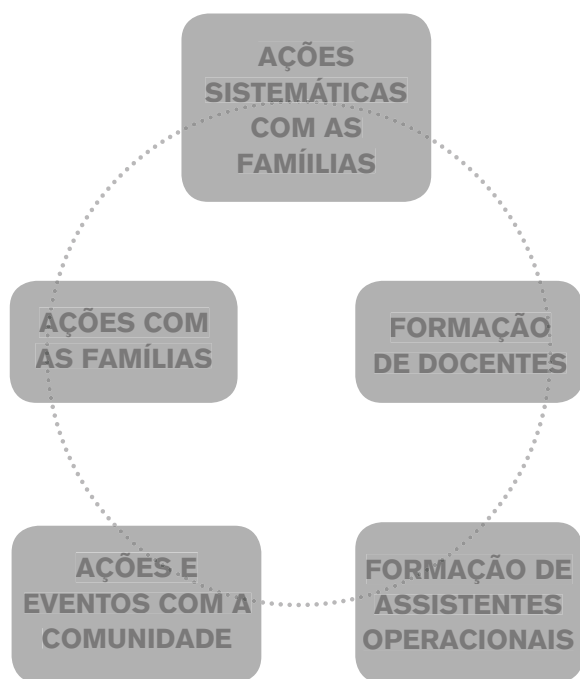 AÇÕES
SISTEMÁTICAS
COM AS
FAMÍILIAS
AÇÕES COM
AS FAMÍLIAS
FORMAÇÃO
DE DOCENTES
AÇÕES E
EVENTOS COM A
COMUNIDADE
FORMAÇÃO DE
ASSISTENTES
OPERACIONAIS